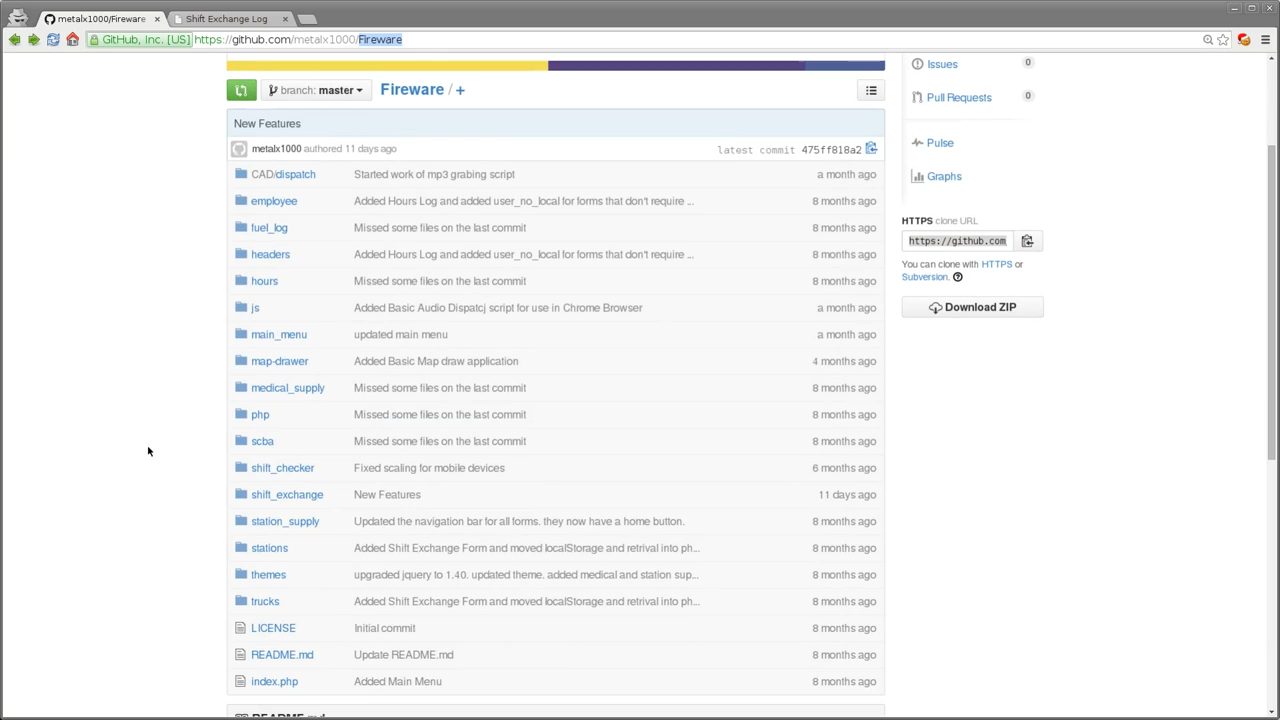 metalx1000/Fireware
Shift Exchange Log
GitHub, Inc. [US] https://github.com/metalx1000/Fireware
branch: master
Fireware / +
New Features
metalx1000 authored 11 days ago
latest commit 475ff818a2
CAD/dispatch Started work of mp3 grabing script a month ago
employee Added Hours Log and added user_no_local for forms that don't require ... 8 months ago
fuel_log Missed some files on the last commit 8 months ago
headers Added Hours Log and added user_no_local for forms that don't require ... 8 months ago
hours Missed some files on the last commit 8 months ago
js Added Basic Audio Dispatcj script for use in Chrome Browser a month ago
main_menu updated main menu a month ago
map-drawer Added Basic Map draw application 4 months ago
medical_supply Missed some files on the last commit 8 months ago
php Missed some files on the last commit 8 months ago
scba Missed some files on the last commit 8 months ago
shift_checker Fixed scaling for mobile devices 6 months ago
shift_exchange New Features 11 days ago
station_supply Updated the navigation bar for all forms. they now have a home button. 8 months ago
stations Added Shift Exchange Form and moved localStorage and retrival into ph... 8 months ago
themes upgraded jquery to 1.40. updated theme. added medical and station sup... 8 months ago
trucks Added Shift Exchange Form and moved localStorage and retrival into ph... 8 months ago
LICENSE Initial commit 8 months ago
README.md Update README.md 8 months ago
index.php Added Main Menu 8 months ago
README.md
Issues 0
Pull Requests 0
Pulse
Graphs
HTTPS clone URL
https://github.com
You can clone with HTTPS or
Subversion.
Download ZIP